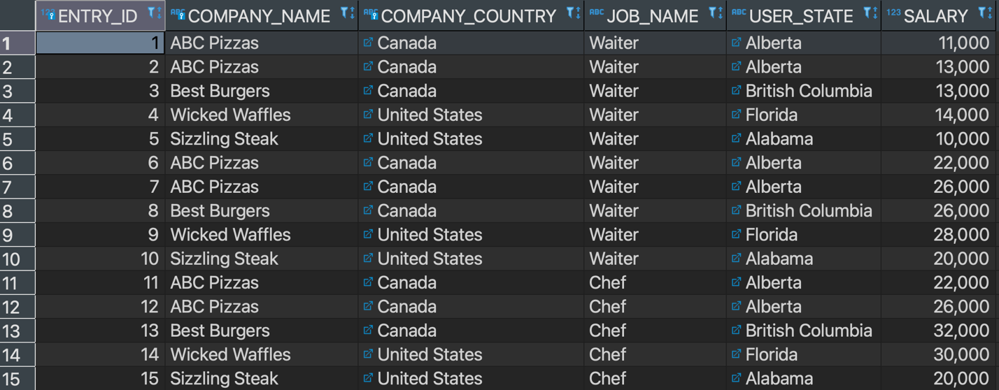 123 ENTRY_ID ABC COMPANY_NAME ABC COMPANY_COUNTRY ABC JOB_NAME ABC USER_STATE 123 SALARY
1 1 ABC Pizzas Canada Waiter Alberta 11,000
2 2 ABC Pizzas Canada Waiter Alberta 13,000
3 3 Best Burgers Canada Waiter British Columbia 13,000
4 4 Wicked Waffles United States Waiter Florida 14,000
5 5 Sizzling Steak United States Waiter Alabama 10,000
6 6 ABC Pizzas Canada Waiter Alberta 22,000
7 7 ABC Pizzas Canada Waiter Alberta 26,000
8 8 Best Burgers Canada Waiter British Columbia 26,000
9 9 Wicked Waffles United States Waiter Florida 28,000
10 10 Sizzling Steak United States Waiter Alabama 20,000
11 11 ABC Pizzas Canada Chef Alberta 22,000
12 12 ABC Pizzas Canada Chef Alberta 26,000
13 13 Best Burgers Canada Chef British Columbia 32,000
14 14 Wicked Waffles United States Chef Florida 30,000
15 15 Sizzling Steak United States Chef Alabama 20,000